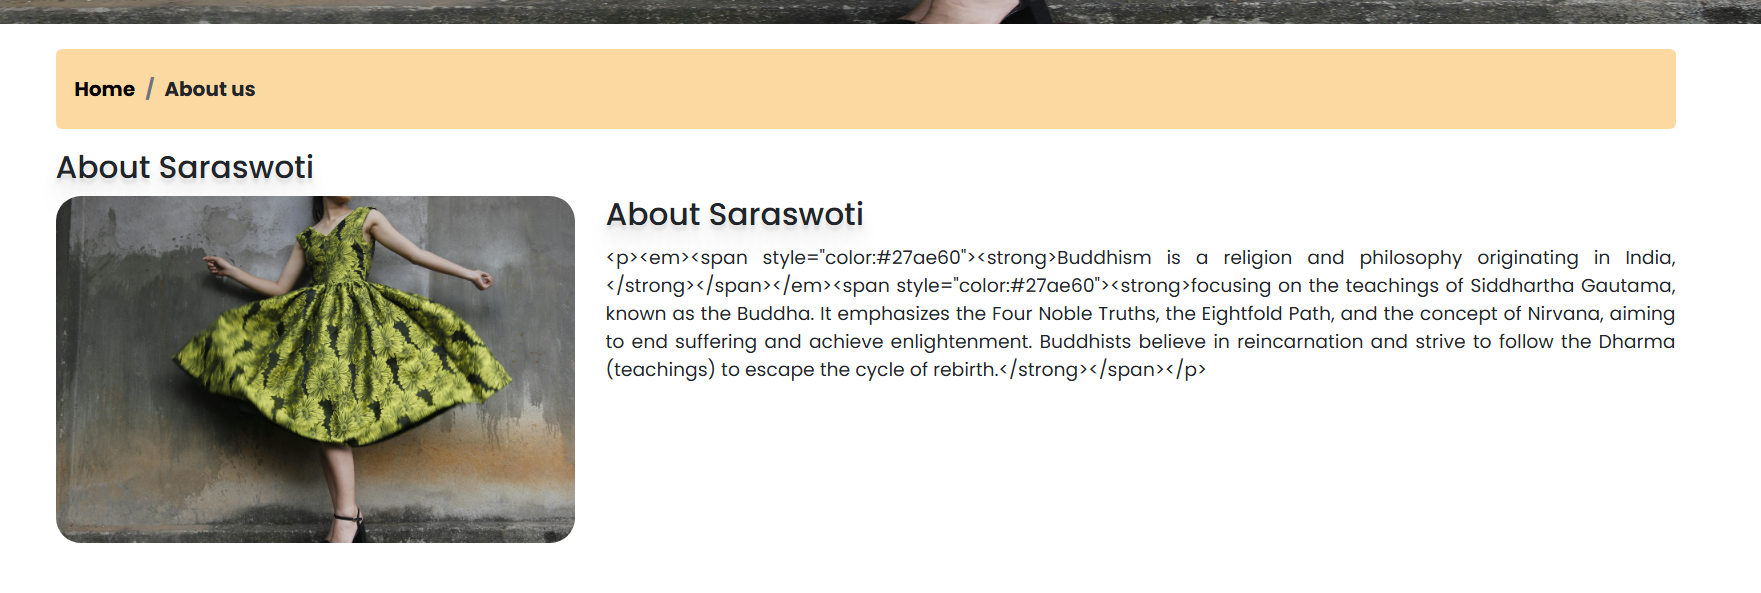 Home / About us
About Saraswoti
About Saraswoti
<p><em><span style="color:#27ae60"><strong>Buddhism is a religion and philosophy originating in India,
</strong></span></em><span style="color:#27ae60"><strong>focusing on the teachings of Siddhartha Gautama,
known as the Buddha. It emphasizes the Four Noble Truths, the Eightfold Path, and the concept of Nirvana, aiming
to end suffering and achieve enlightenment. Buddhists believe in reincarnation and strive to follow the Dharma
(teachings) to escape the cycle of rebirth.</strong></span></p>